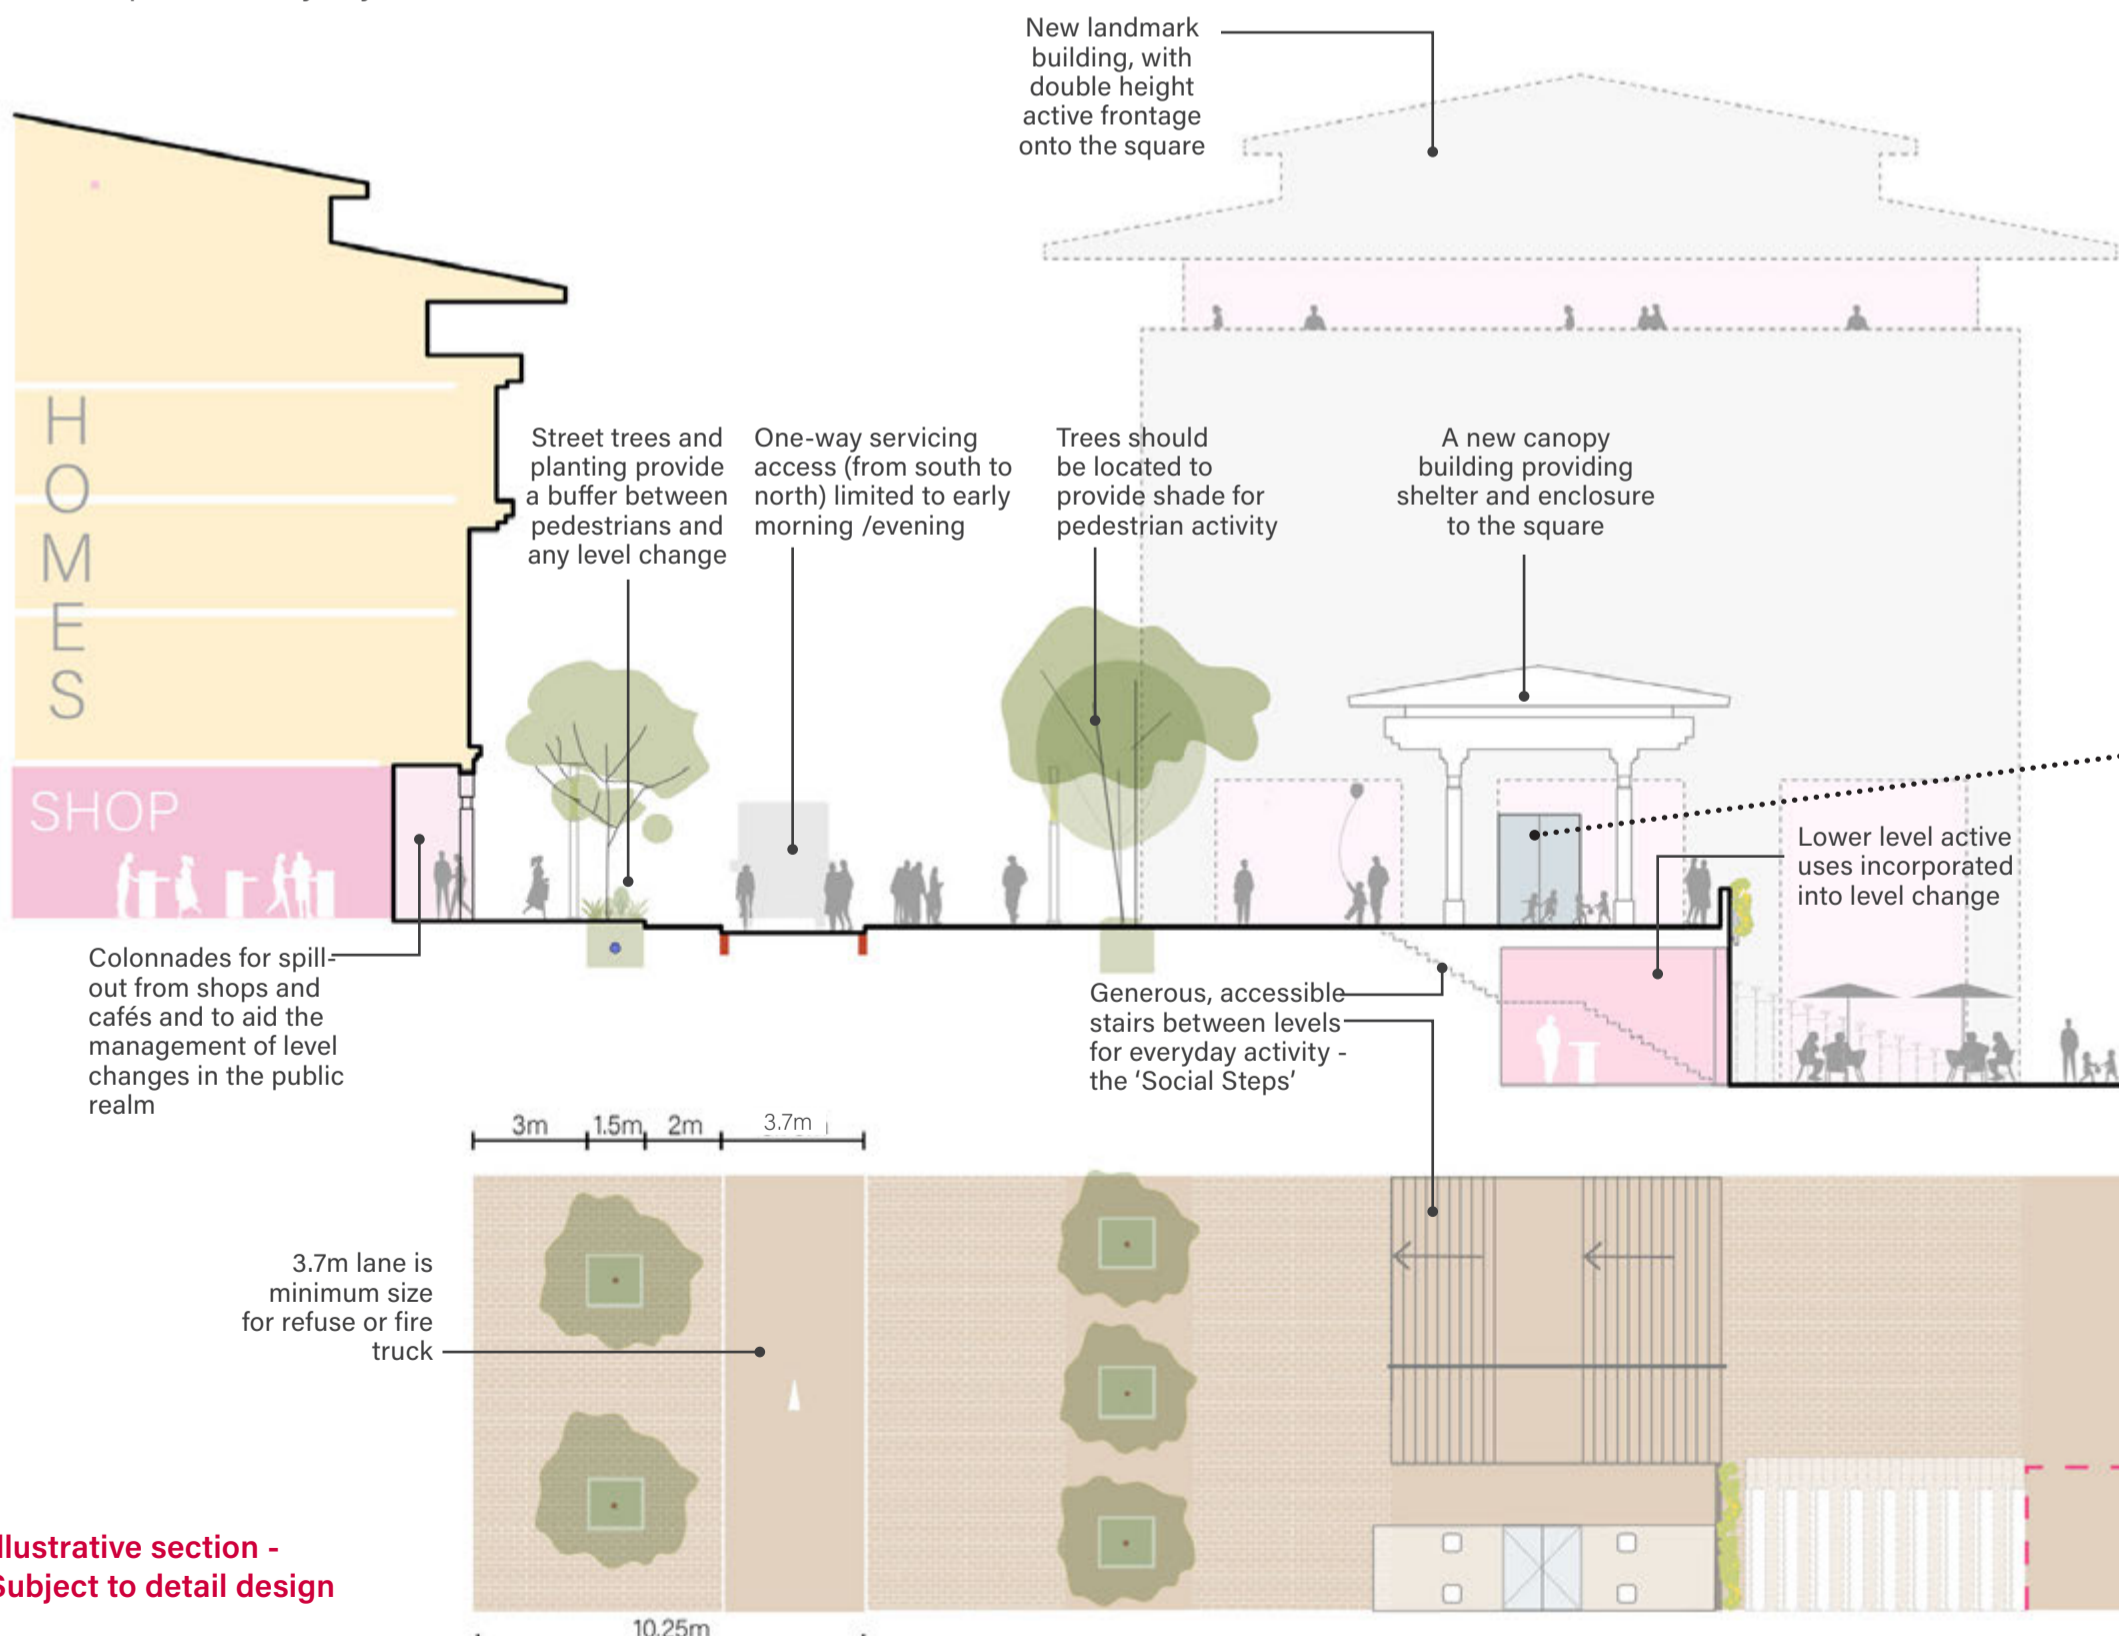 New landmark
building, with
double height
active frontage
onto the square
H
O
M
E
S
Street trees and
planting provide
a buffer between
pedestrians and
any level change
One-way servicing
access (from south to
north) limited to early
morning /evening
Trees should
be located to
provide shade for
pedestrian activity
A new canopy
building providing
shelter and enclosure
to the square
SHOP
Lower level active
uses incorporated
into level change
Colonnades for spill-
out from shops and
cafés and to aid the
management of level
changes in the public
realm
Generous, accessible
stairs between levels
for everyday activity -
the ‘Social Steps’
3m 1.5m 2m 3.7m
3.7m lane is
minimum size
for refuse or fire
truck
llustrative section -
Subject to detail design
10.25m